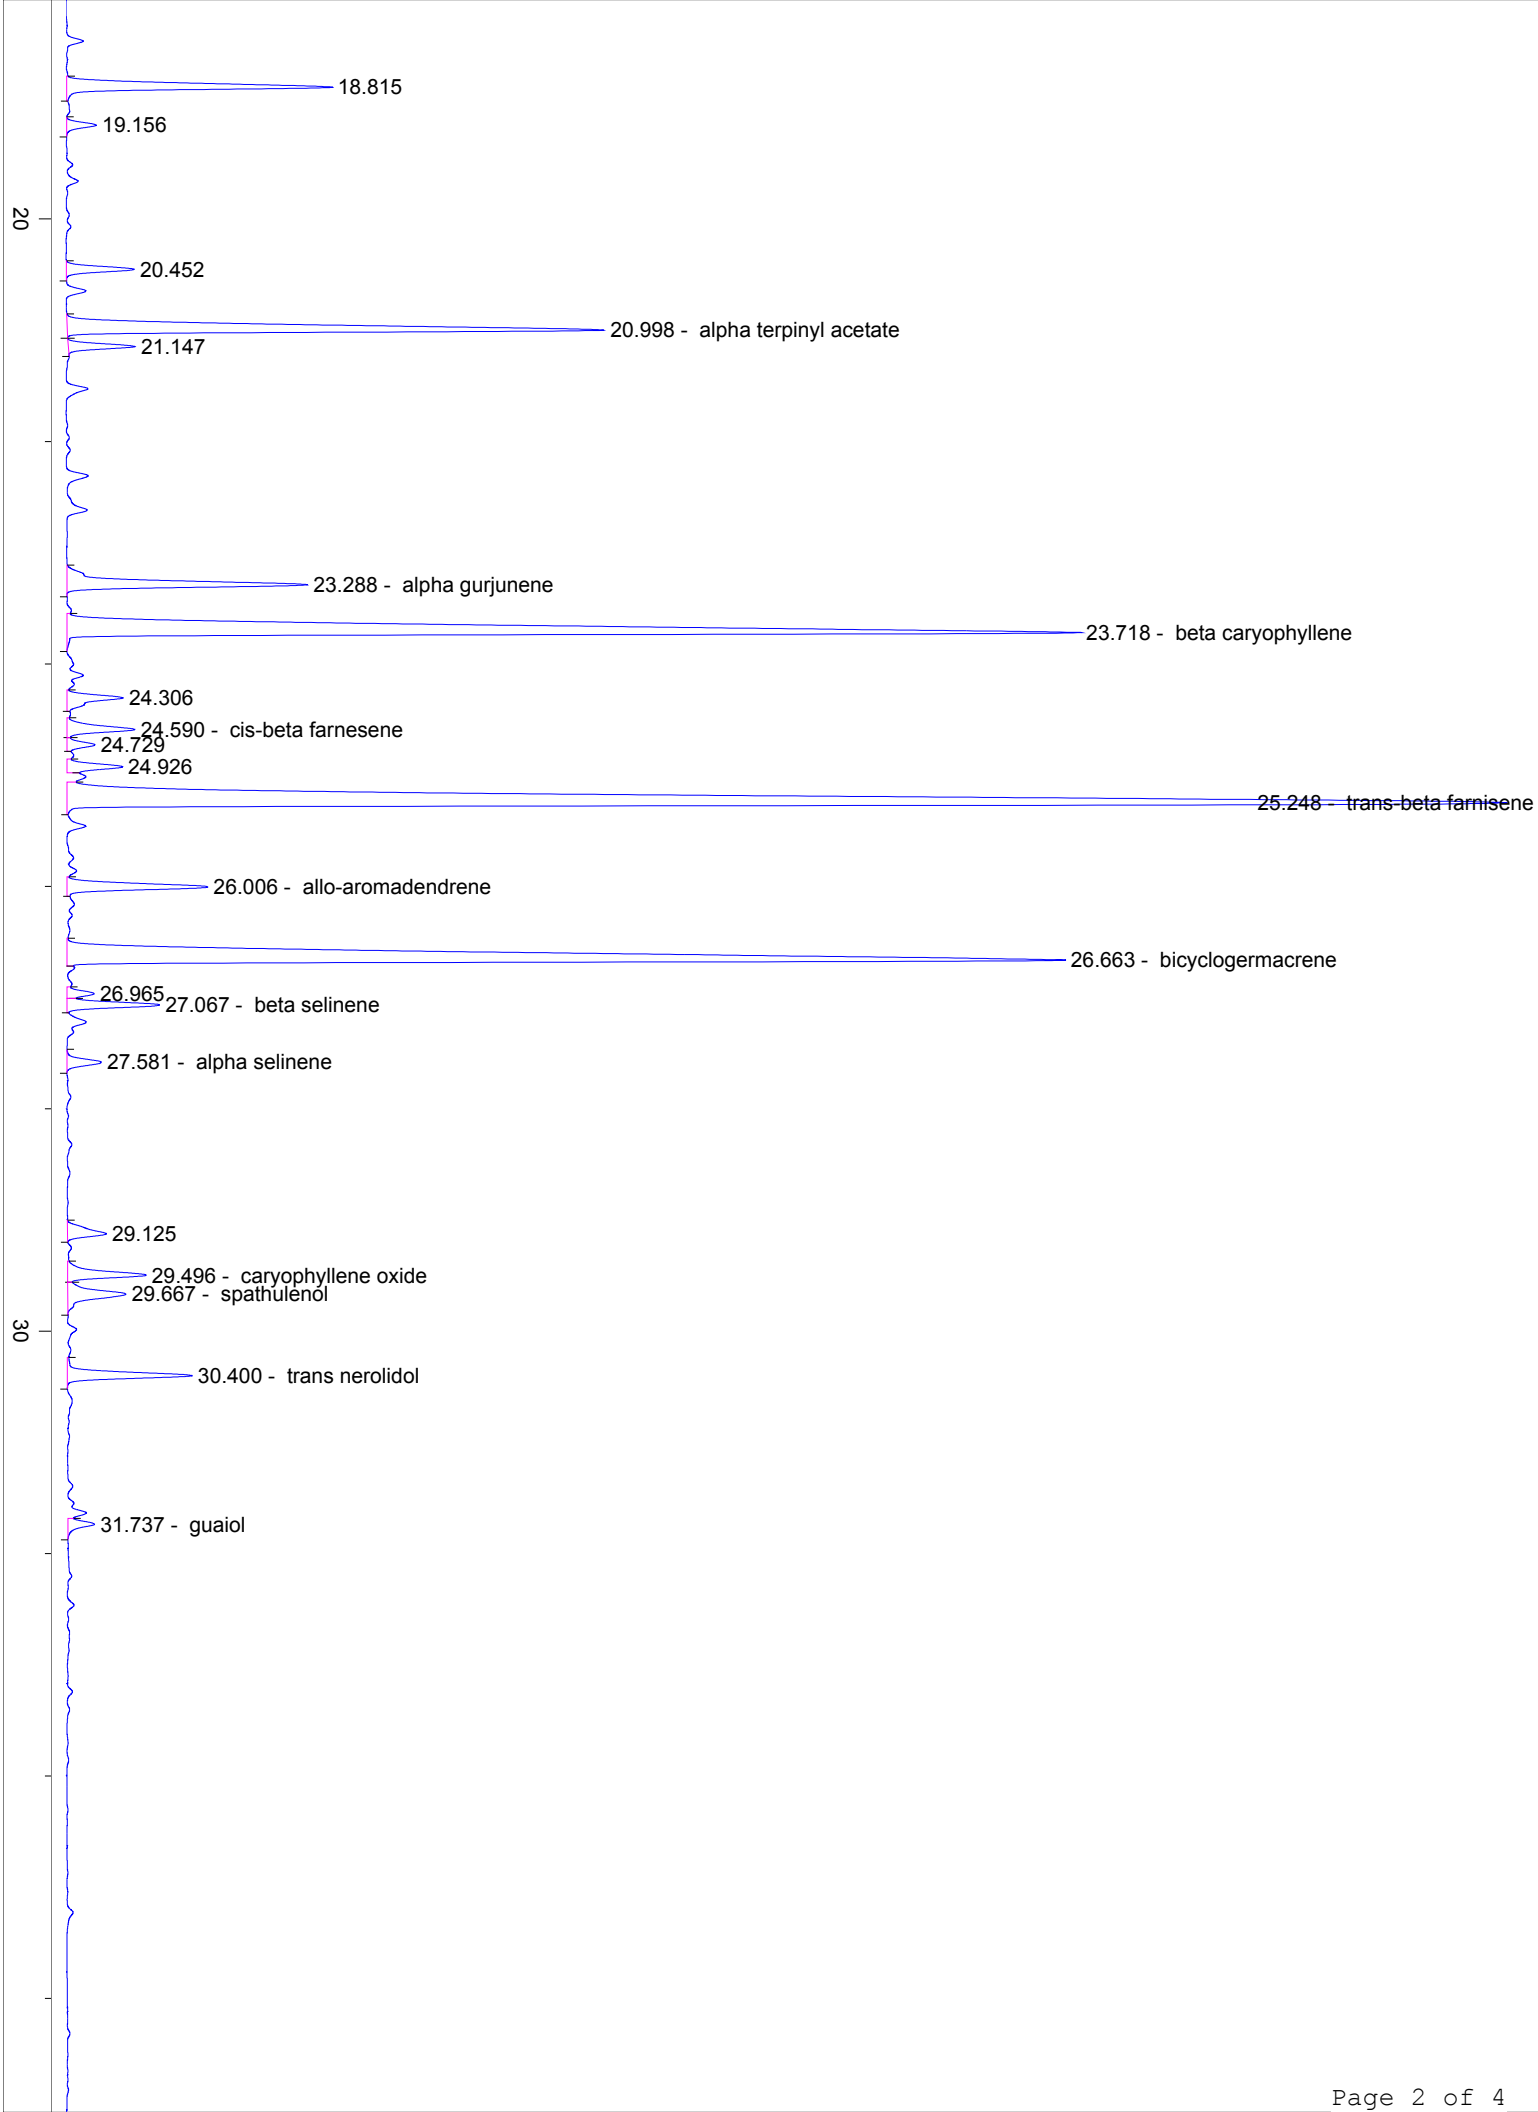 18.815
19.156
20
20.452
20.998 - alpha terpinyl acetate
21.147
23.288 - alpha gurjunene
23.718 - beta caryophyllene
24.306
24.590 - cis-beta farnesene
24.729
24.926
25.248 - trans-beta farnisene
26.006 - allo-aromadendrene
26.663 - bicyclogermacrene
26.965
27.067 - beta selinene
27.581 - alpha selinene
29.125
29.496 - caryophyllene oxide
29.667 - spathulenol
30
30.400 - trans nerolidol
31.737 - guaiol
Page 2 of 4